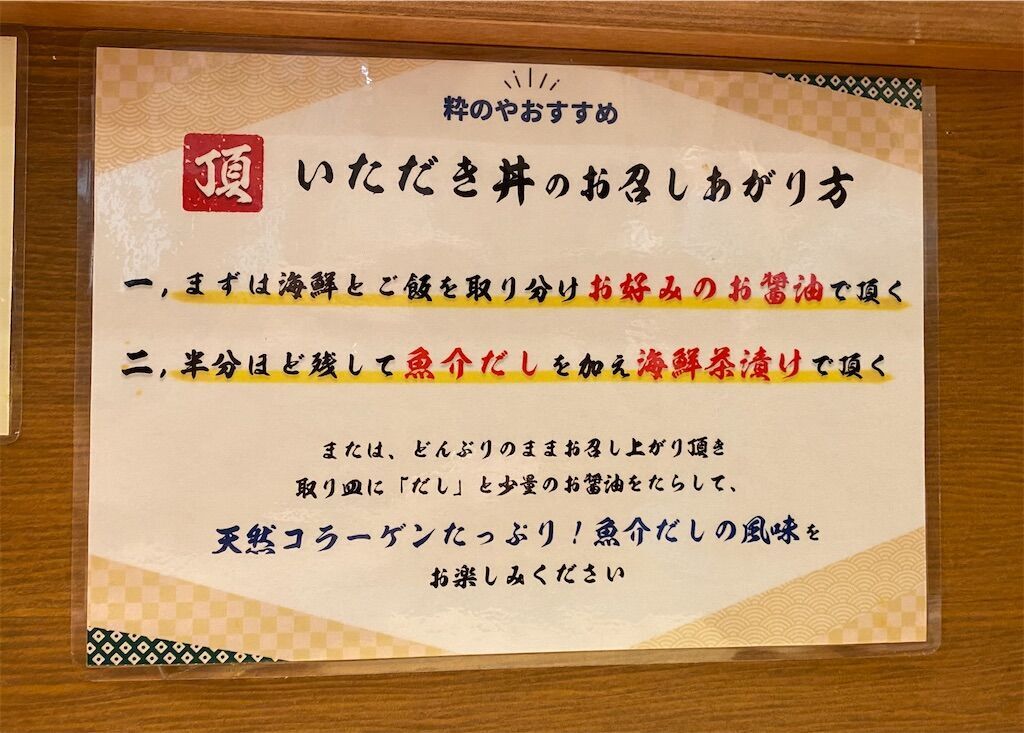 粋のやおすすめ
頂 いただき丼のお召しあがり方
一,まずは海鮮とご飯を取り分けお好みのお醤油で頂く
二,半分ほど残して魚介だしを加え海鮮茶漬けで頂く
または、どんぶりのままお召し上がり頂き
取り皿に「だし」と少量のお醤油をたらして、
天然コラーゲンたっぷり!魚介だしの風味を
お楽しみください